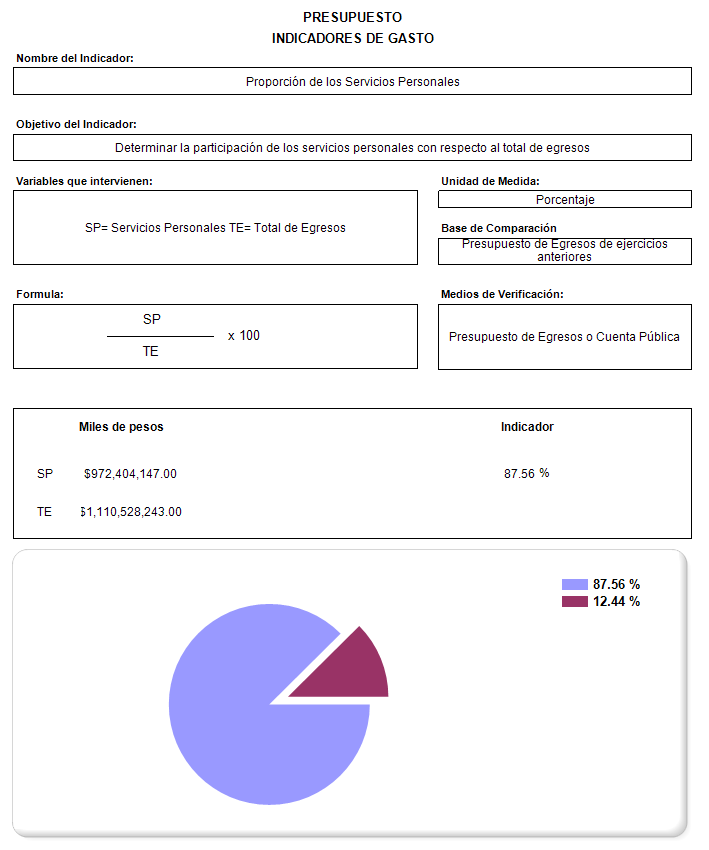 PRESUPUESTO
INDICADORES DE GASTO
Nombre del Indicador:
Proporción de los Servicios Personales
Objetivo del Indicador:
Determinar la participación de los servicios personales con respecto al total de egresos
Variables que intervienen:
SP= Servicios Personales TE= Total de Egresos
Unidad de Medida:
Porcentaje
Base de Comparación
Presupuesto de Egresos de ejercicios
anteriores
Formula:
SP
x 100
TE
Medios de Verificación:
Presupuesto de Egresos o Cuenta Pública
Miles de pesos Indicador
SP $972,404,147.00 87.56 %
TE $1,110,528,243.00
87.56 %
12.44 %